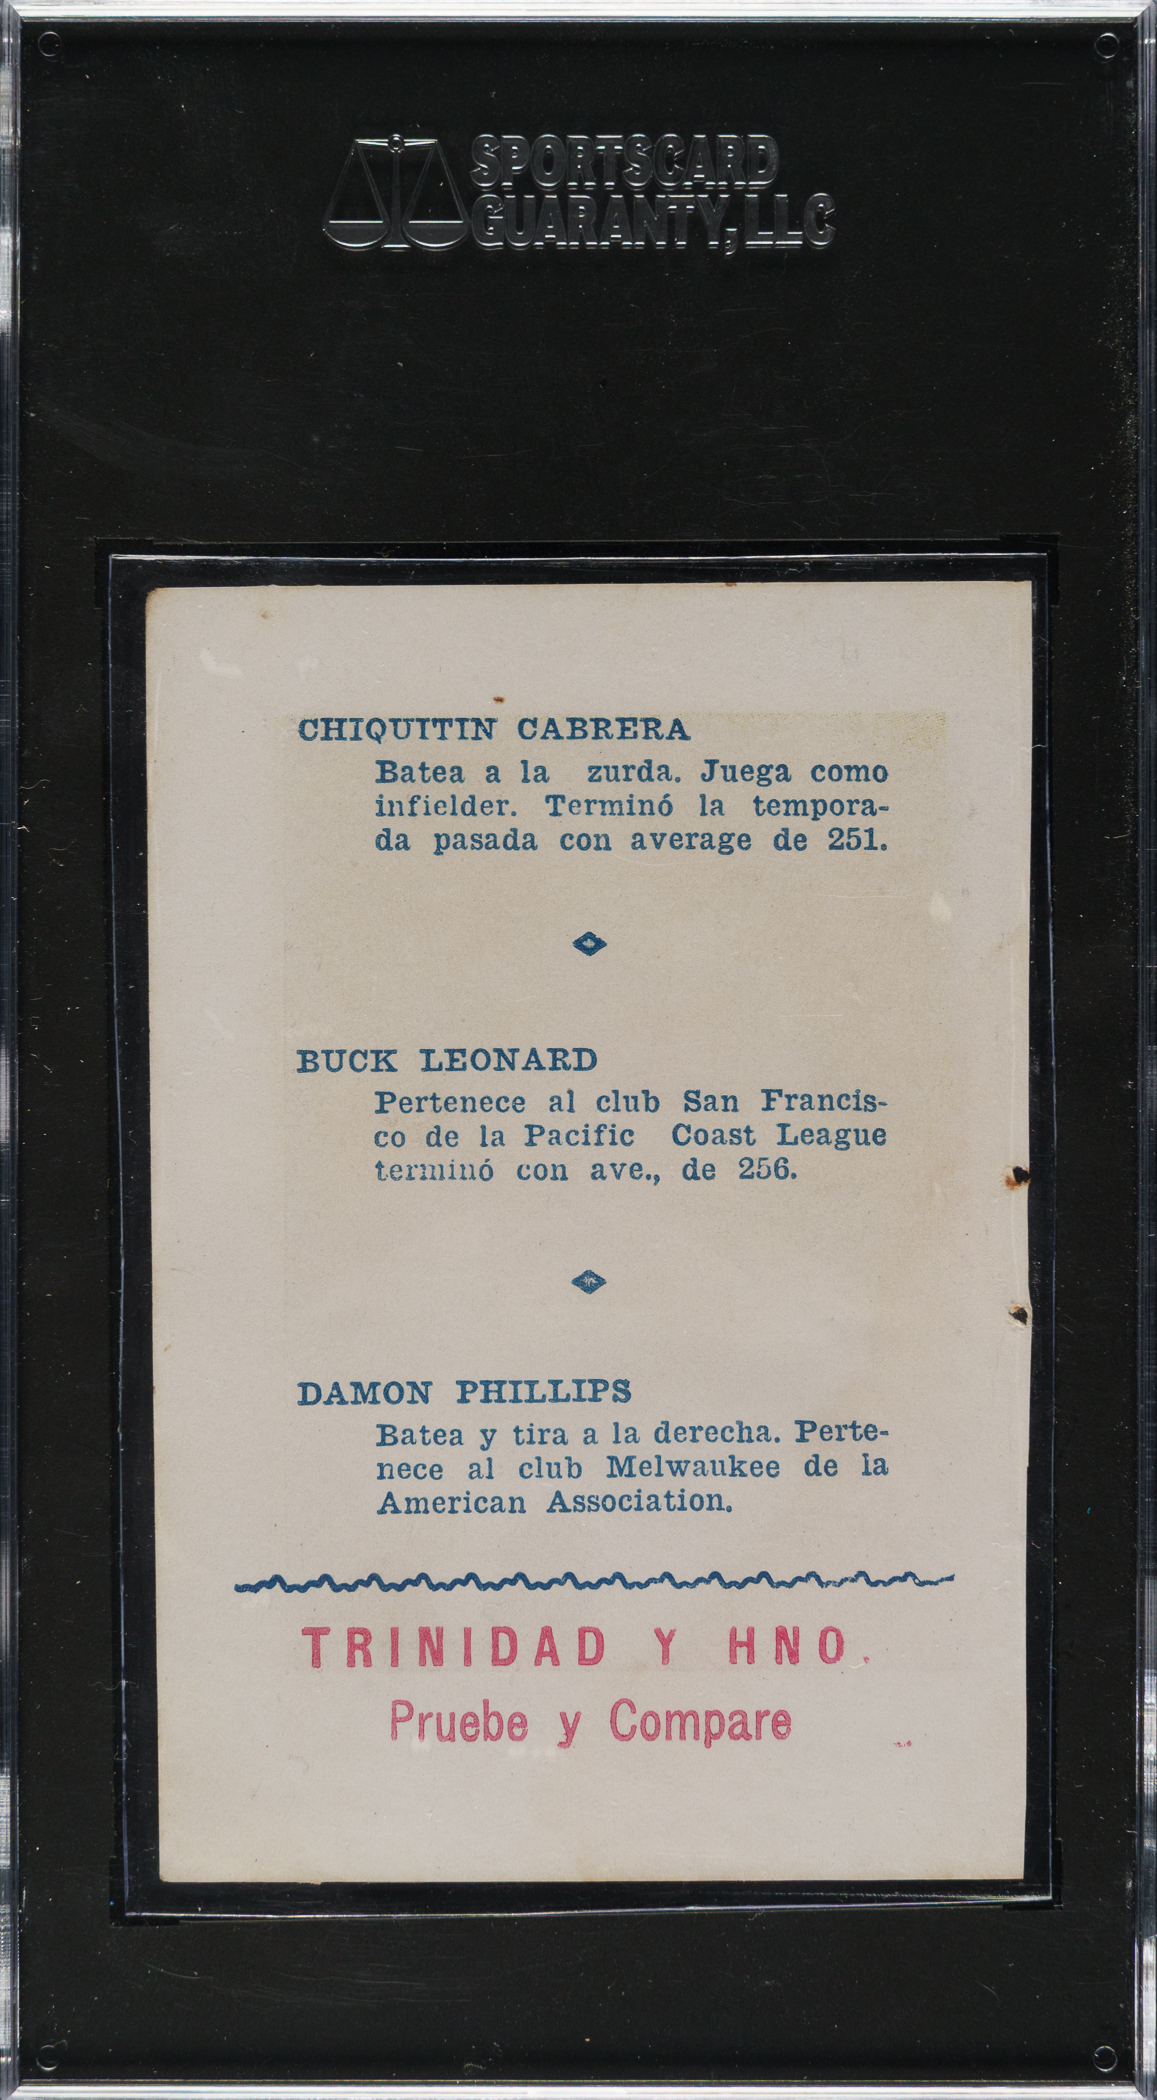 SPORTSCARD
GUARANTY, LLC
CHIQUITIN CABRERA
Batea a la zurda. Juega como
infielder. Terminó la tempora-
da pasada con average de 251.
BUCK LEONARD
Pertenece al club San Francis-
co de la Pacific Coast League
terminó con ave., de 256.
DAMON PHILLIPS
Batea y tira a la derecha. Perte-
nece al club Melwaukee de la
American Association.
TRINIDAD Y HNO.
Pruebe y Compare